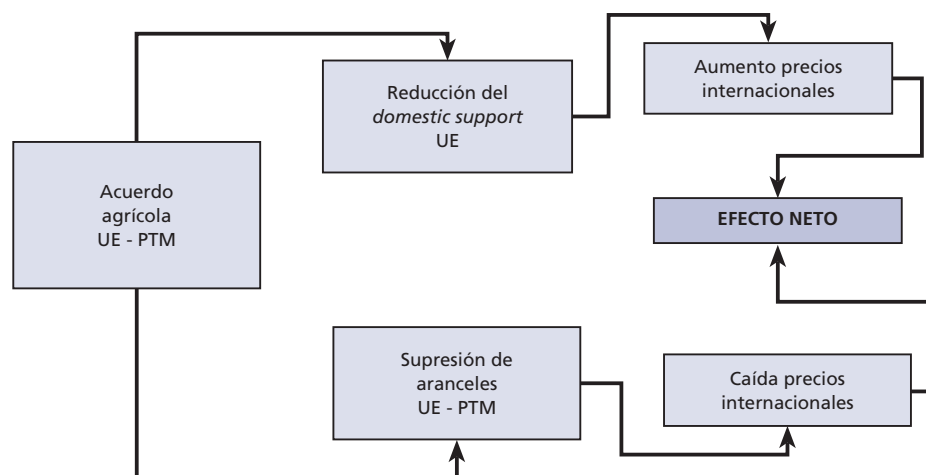 Reducción del
domestic support
UE
Aumento precios
internacionales
Acuerdo
agrícola
UE - PTM
EFECTO NETO
Supresión de
aranceles
UE - PTM
Caída precios
internacionales